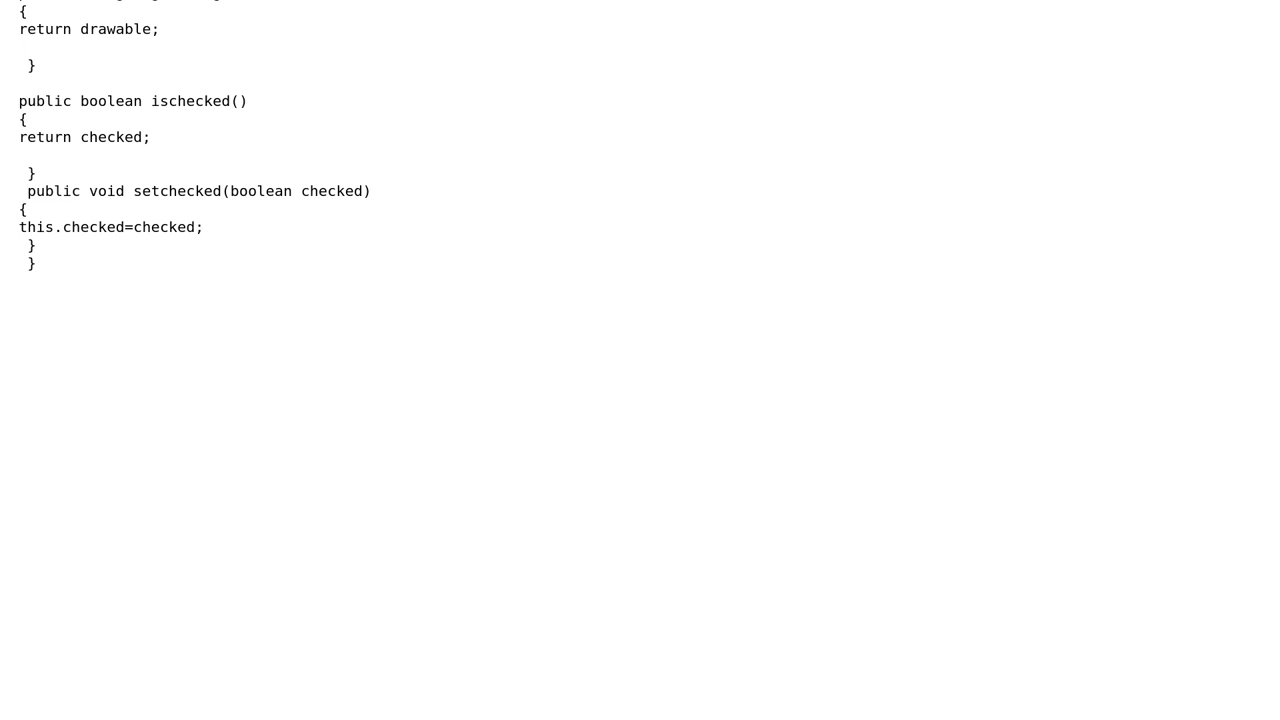 {
return drawable;
}
public boolean ischecked()
{
return checked;
}
public void setchecked(boolean checked)
{
this.checked=checked;
}
}